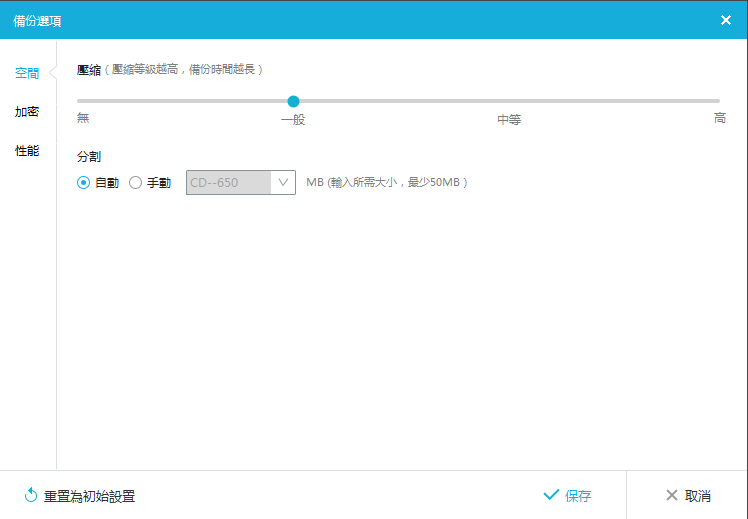 備份選項
空間
加密
性能
壓縮 ( 壓縮等級越高，備份時間越長 )
無 一般 中等 高
分割
自動 手動 CD--650 MB (輸入所需大小，最少50MB )
重置為初始設置 保存 取消